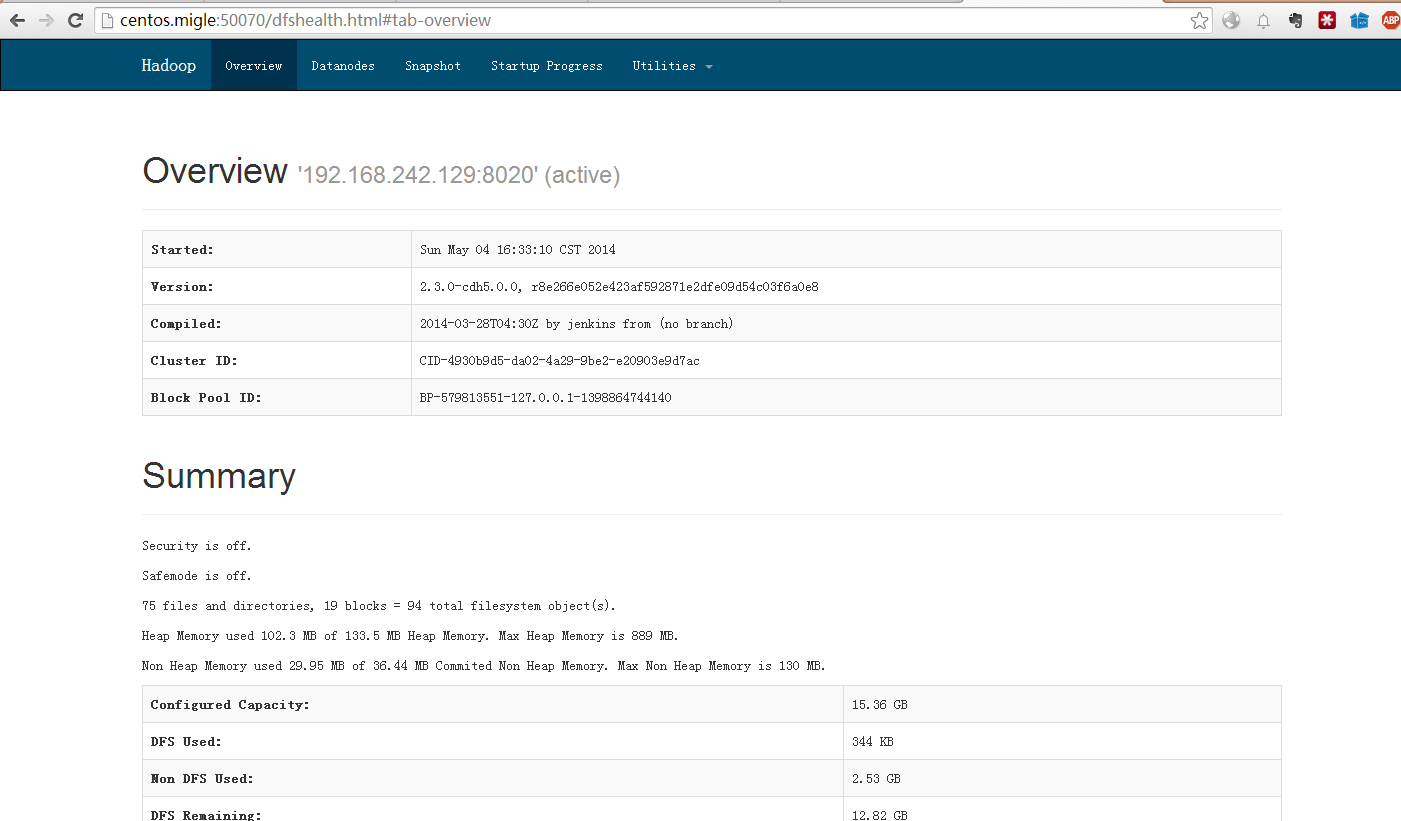 centos.migle:50070/dfshealth.html#tab-overview
ABP
Hadoop Overview Datanodes Snapshot Startup Progress Utilities
Overview '192.168.242.129:8020' (active)
Started: Sun May 04 16:33:10 CST 2014
Version: 2.3.0-cdh5.0.0, r8e266e052e423af592871e2dfe09d54c03f6a0e8
Compiled: 2014-03-28T04:30Z by jenkins from (no branch)
Cluster ID: CID-4930b9d5-da02-4a29-9be2-e20903e9d7ac
Block Pool ID: BP-579813551-127.0.0.1-1398864744140
Summary
Security is off.
Safemode is off.
75 files and directories, 19 blocks = 94 total filesystem object(s).
Heap Memory used 102.3 MB of 133.5 MB Heap Memory. Max Heap Memory is 889 MB.
Non Heap Memory used 29.95 MB of 36.44 MB Commited Non Heap Memory. Max Non Heap Memory is 130 MB.
Configured Capacity: 15.36 GB
DFS Used: 344 KB
Non DFS Used: 2.53 GB
DFS Remaining: 12.82 GB